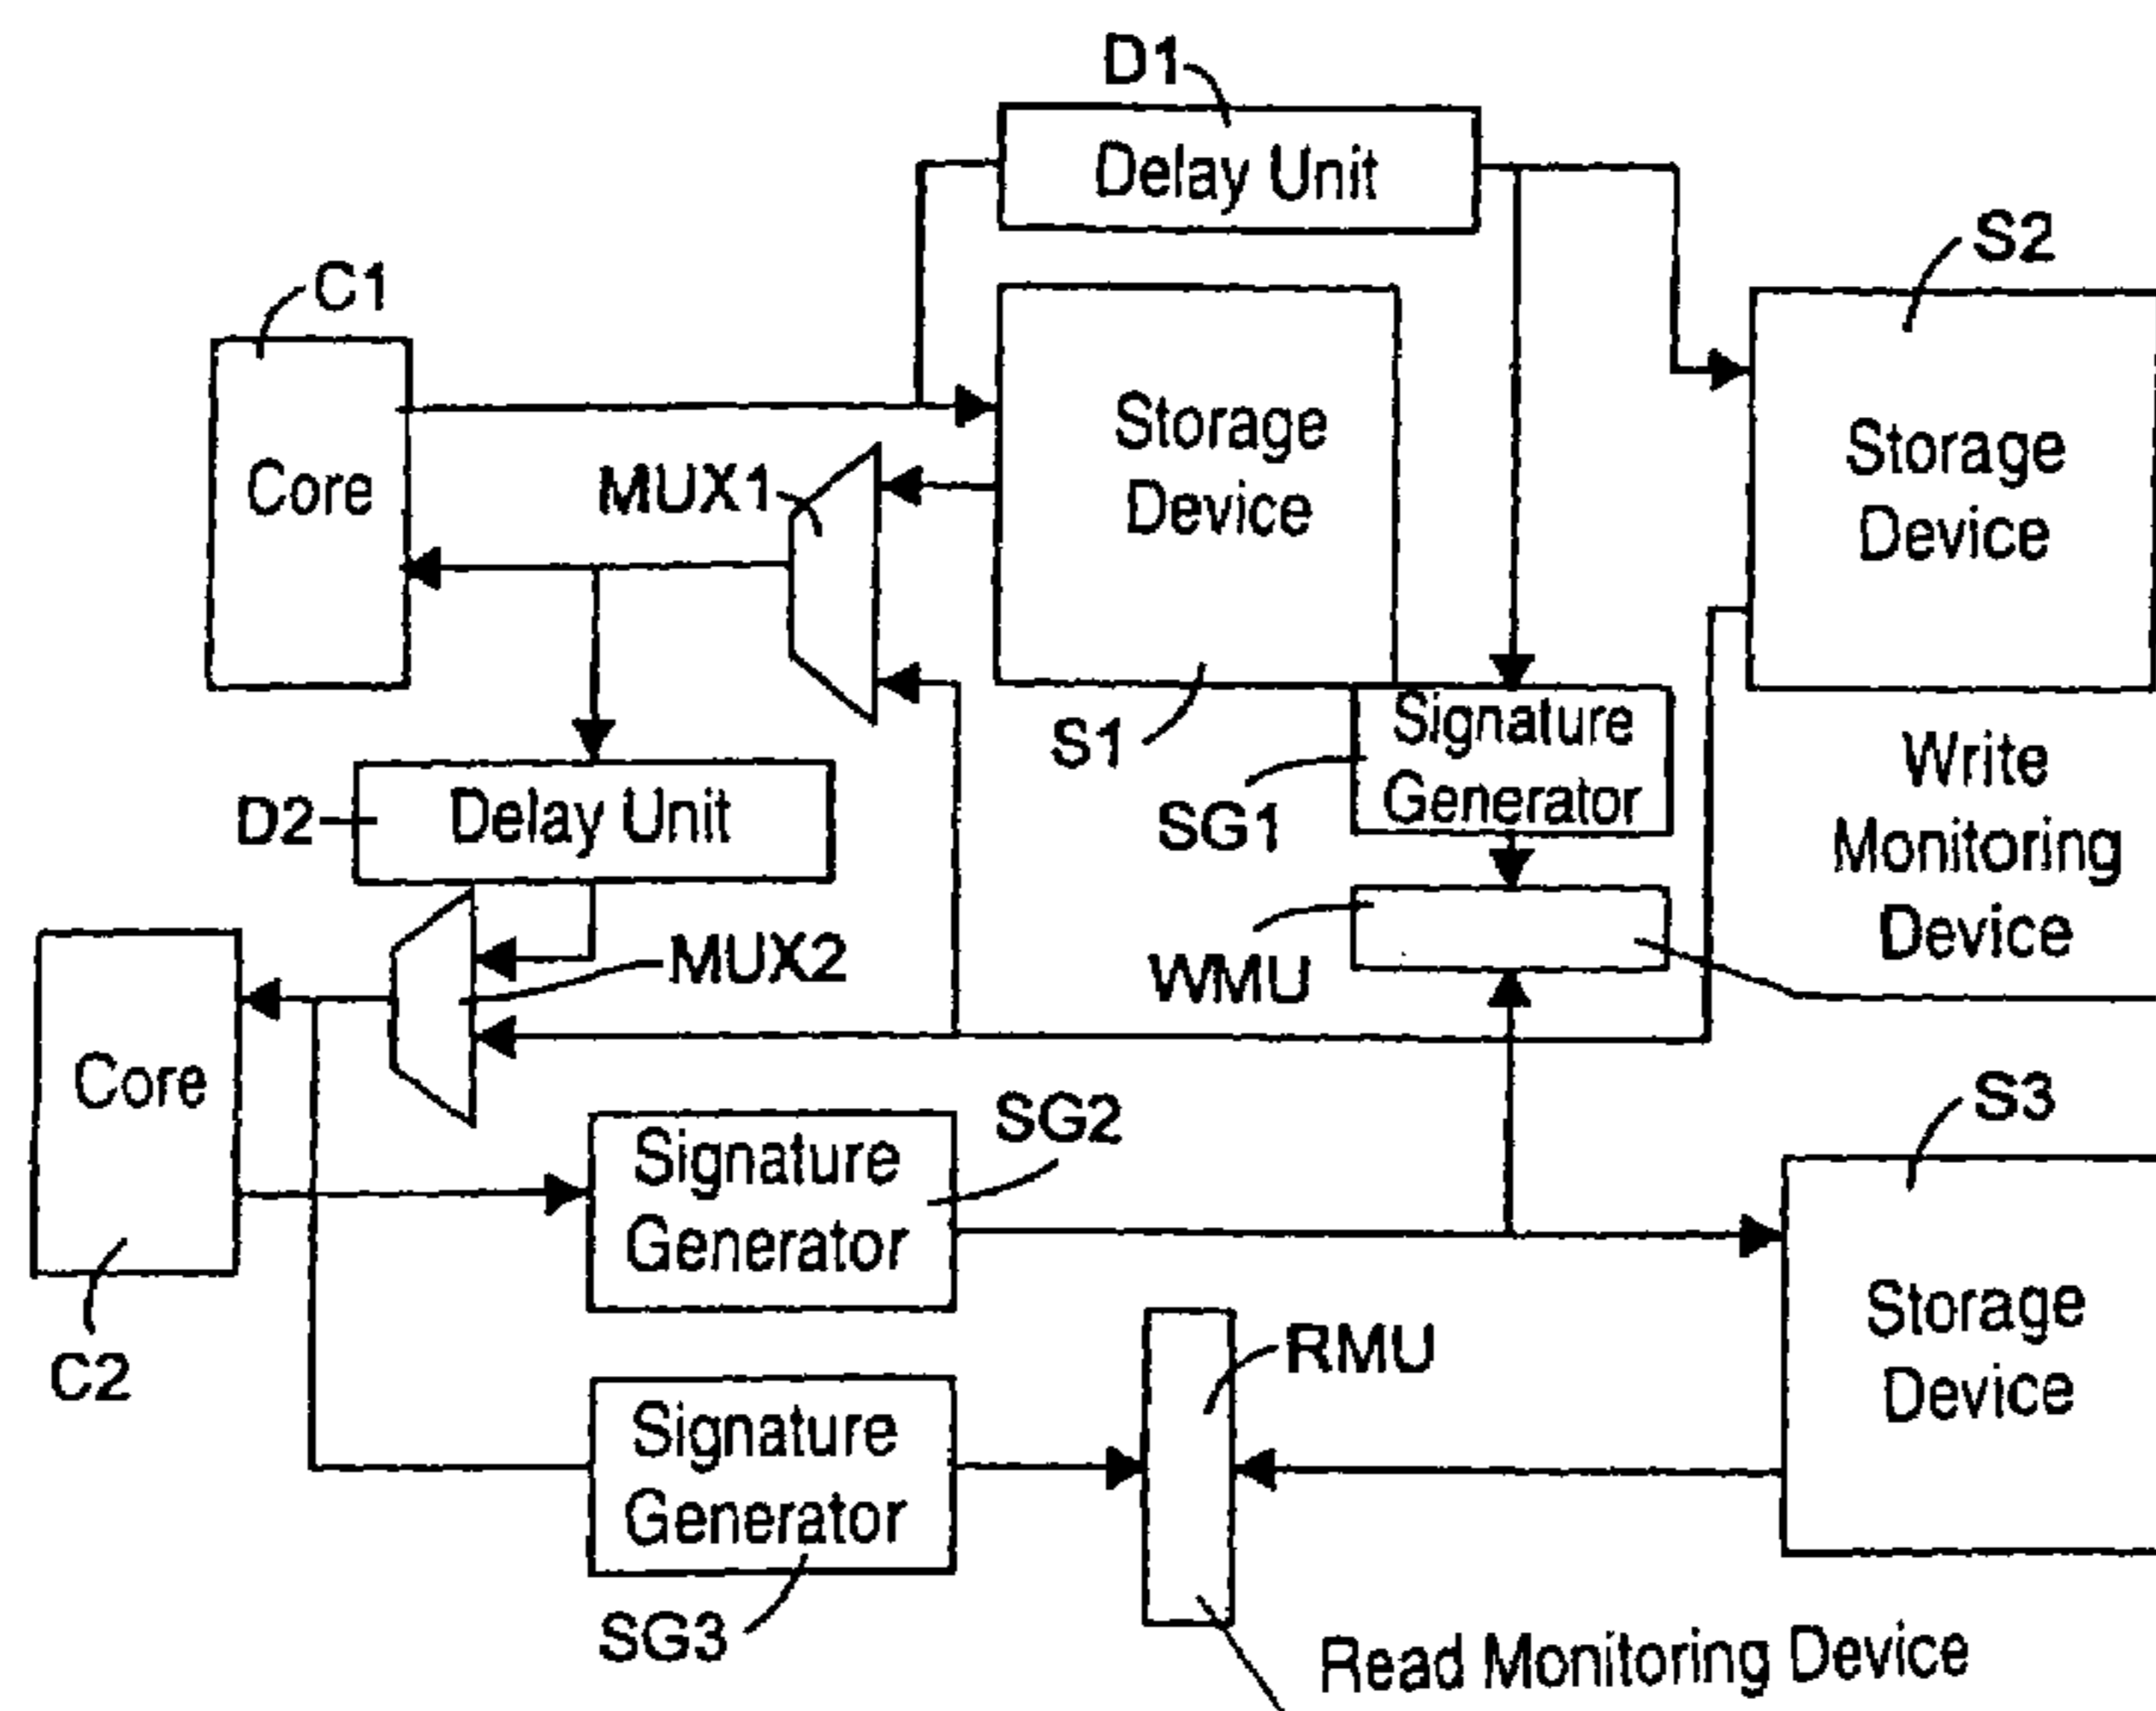 D1
Delay Unit
S2
C1
Storage
Device
Storage
Device
Core
MUX1
S1
Signature
Generator
SG1
Write
Monitoring
Device
D2
Delay Unit
MUX2
WMU
Core
SG2
S3
Signature
Generator
Storage
Device
C2
RMU
Signature
Generator
SG3
Read Monitoring Device